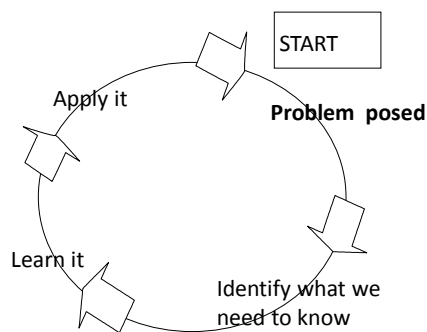 START
Problem posed
Identify what we
need to know
Learn it
Apply it